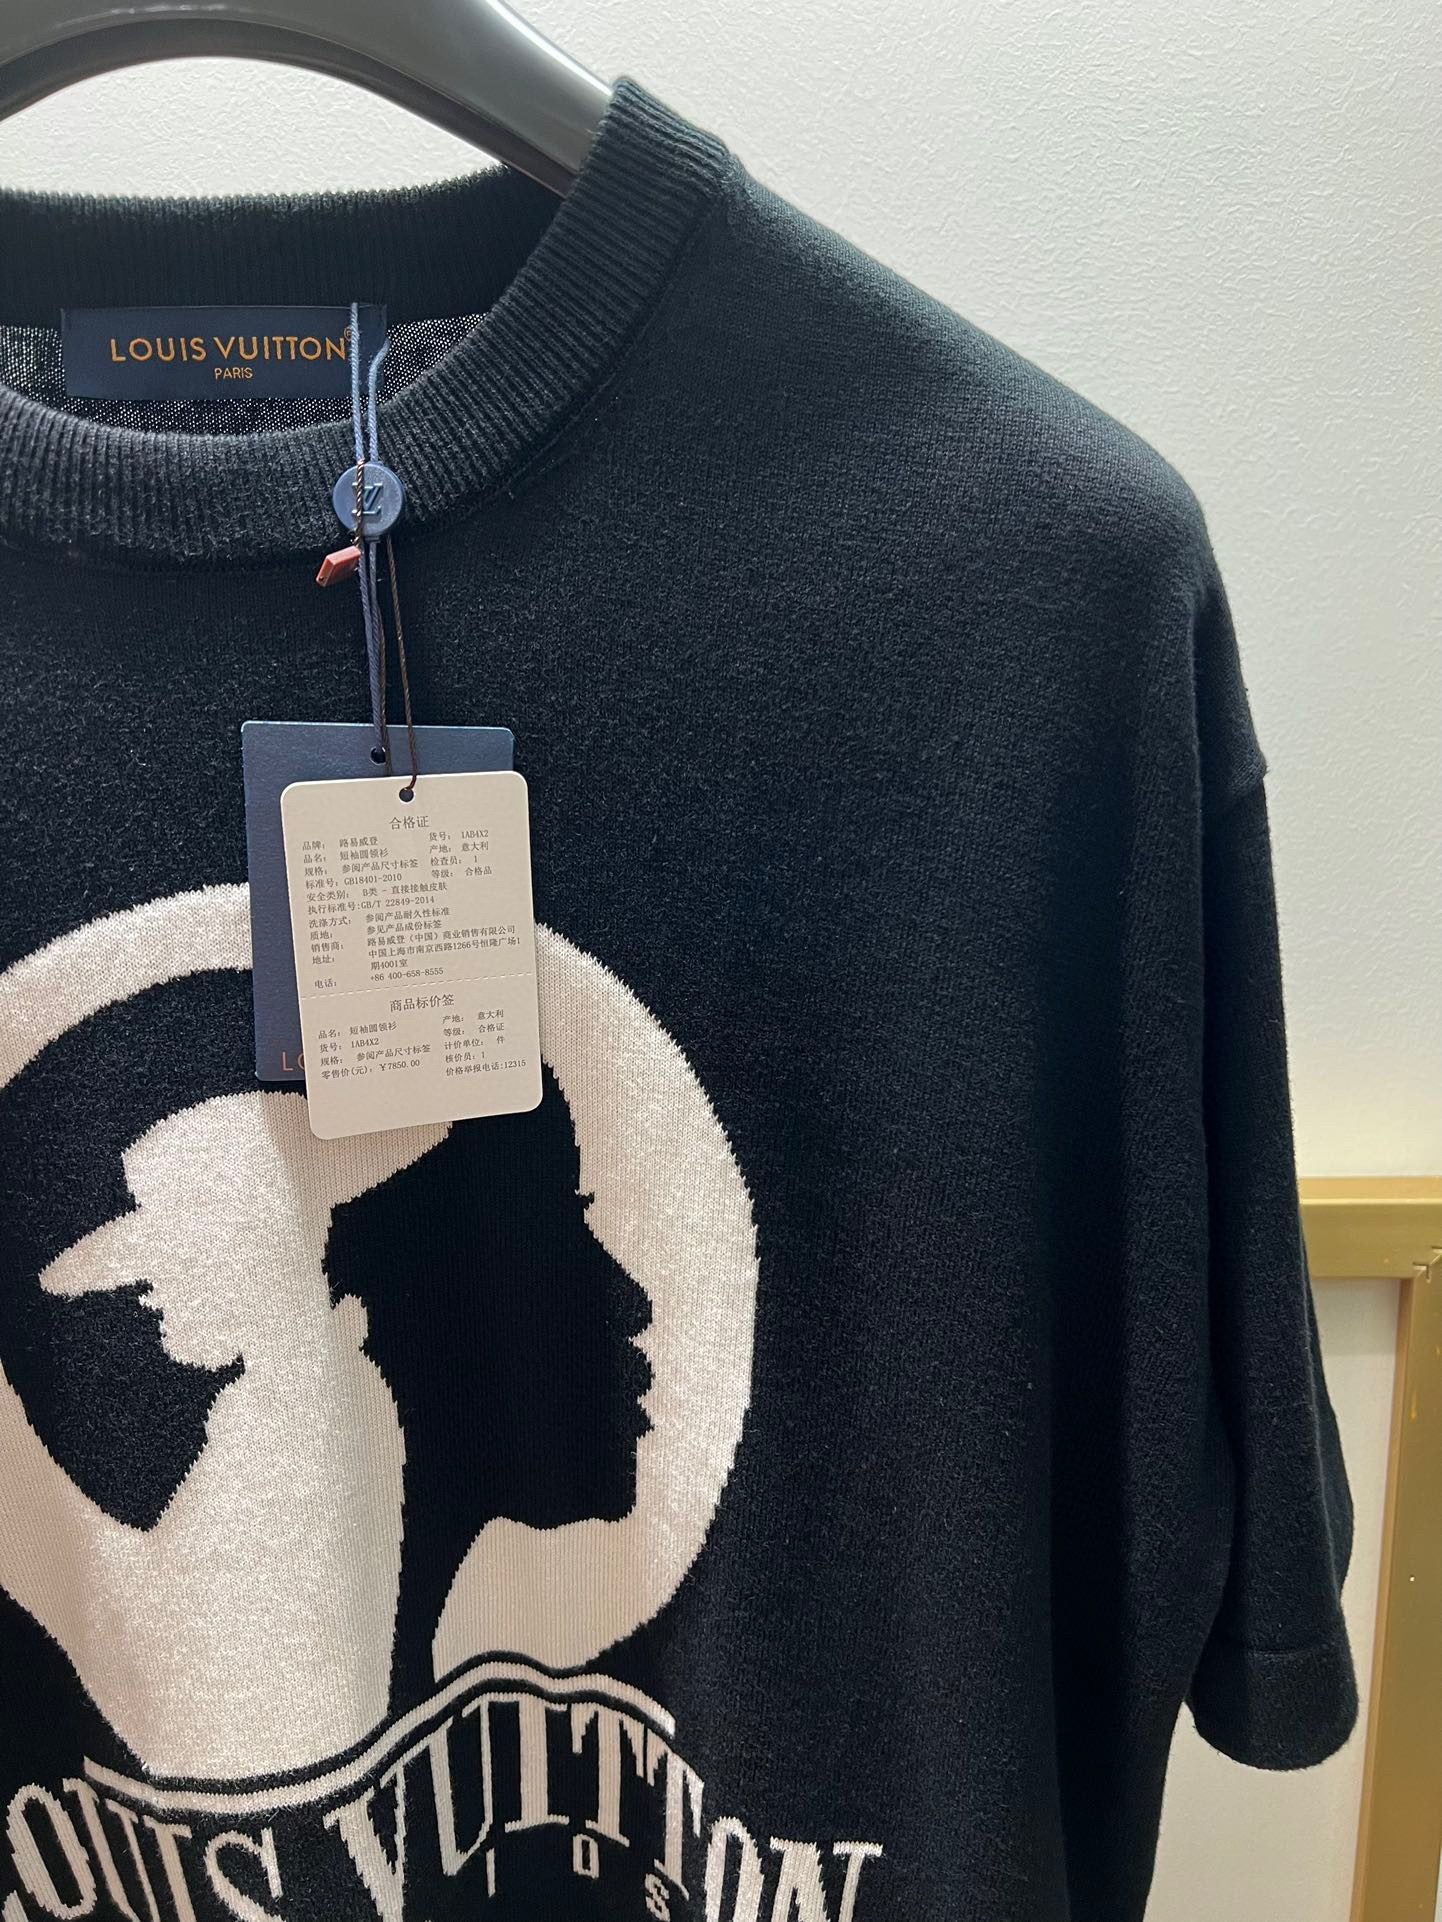 LOUIS VUITTON
PARIS
LV
合格证
品牌： 路易威登 货号： 1AB4X2
品名： 短袖圆领衫 产地： 意大利
规格： 参阅产品尺寸标签 检查员： 1
标准号：GB18401-2010 等级： 合格品
安全类别： B类 - 直接接触皮肤
执行标准号:GB/T 22849-2014
洗涤方式： 参阅产品耐久性标准
质地： 参见产品成份标签
销售商： 路易威登（中国）商业销售有限公司
地址： 中国上海市南京西路1266号恒隆广场1
期4001室
电话： +86 400-658-8555
商品标价签
品名： 短袖圆领衫 产地： 意大利
货号： 1AB4X2 等级： 合格证
规格： 参阅产品尺寸标签 计价单位： 件
零售价(元)：￥7850.00 核价员：1
价格举报电话:12315
LOUIS VUITTON